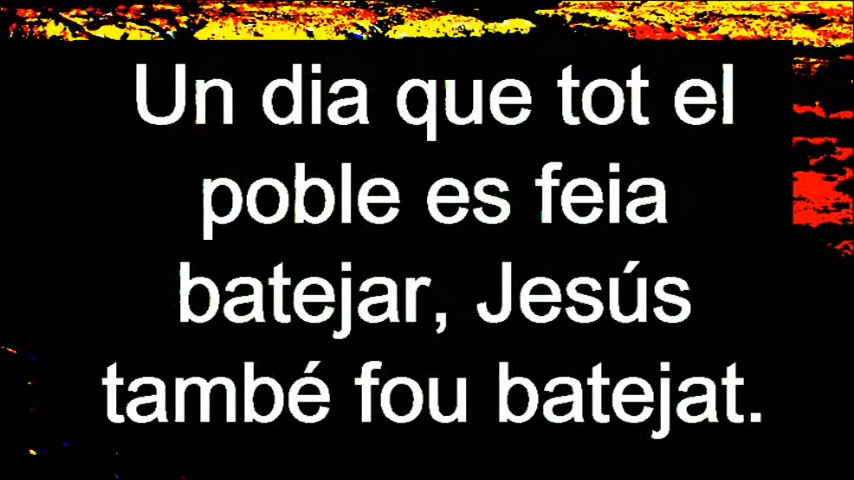 Un dia que tot el
poble es feia
batejar, Jesús
també fou batejat.